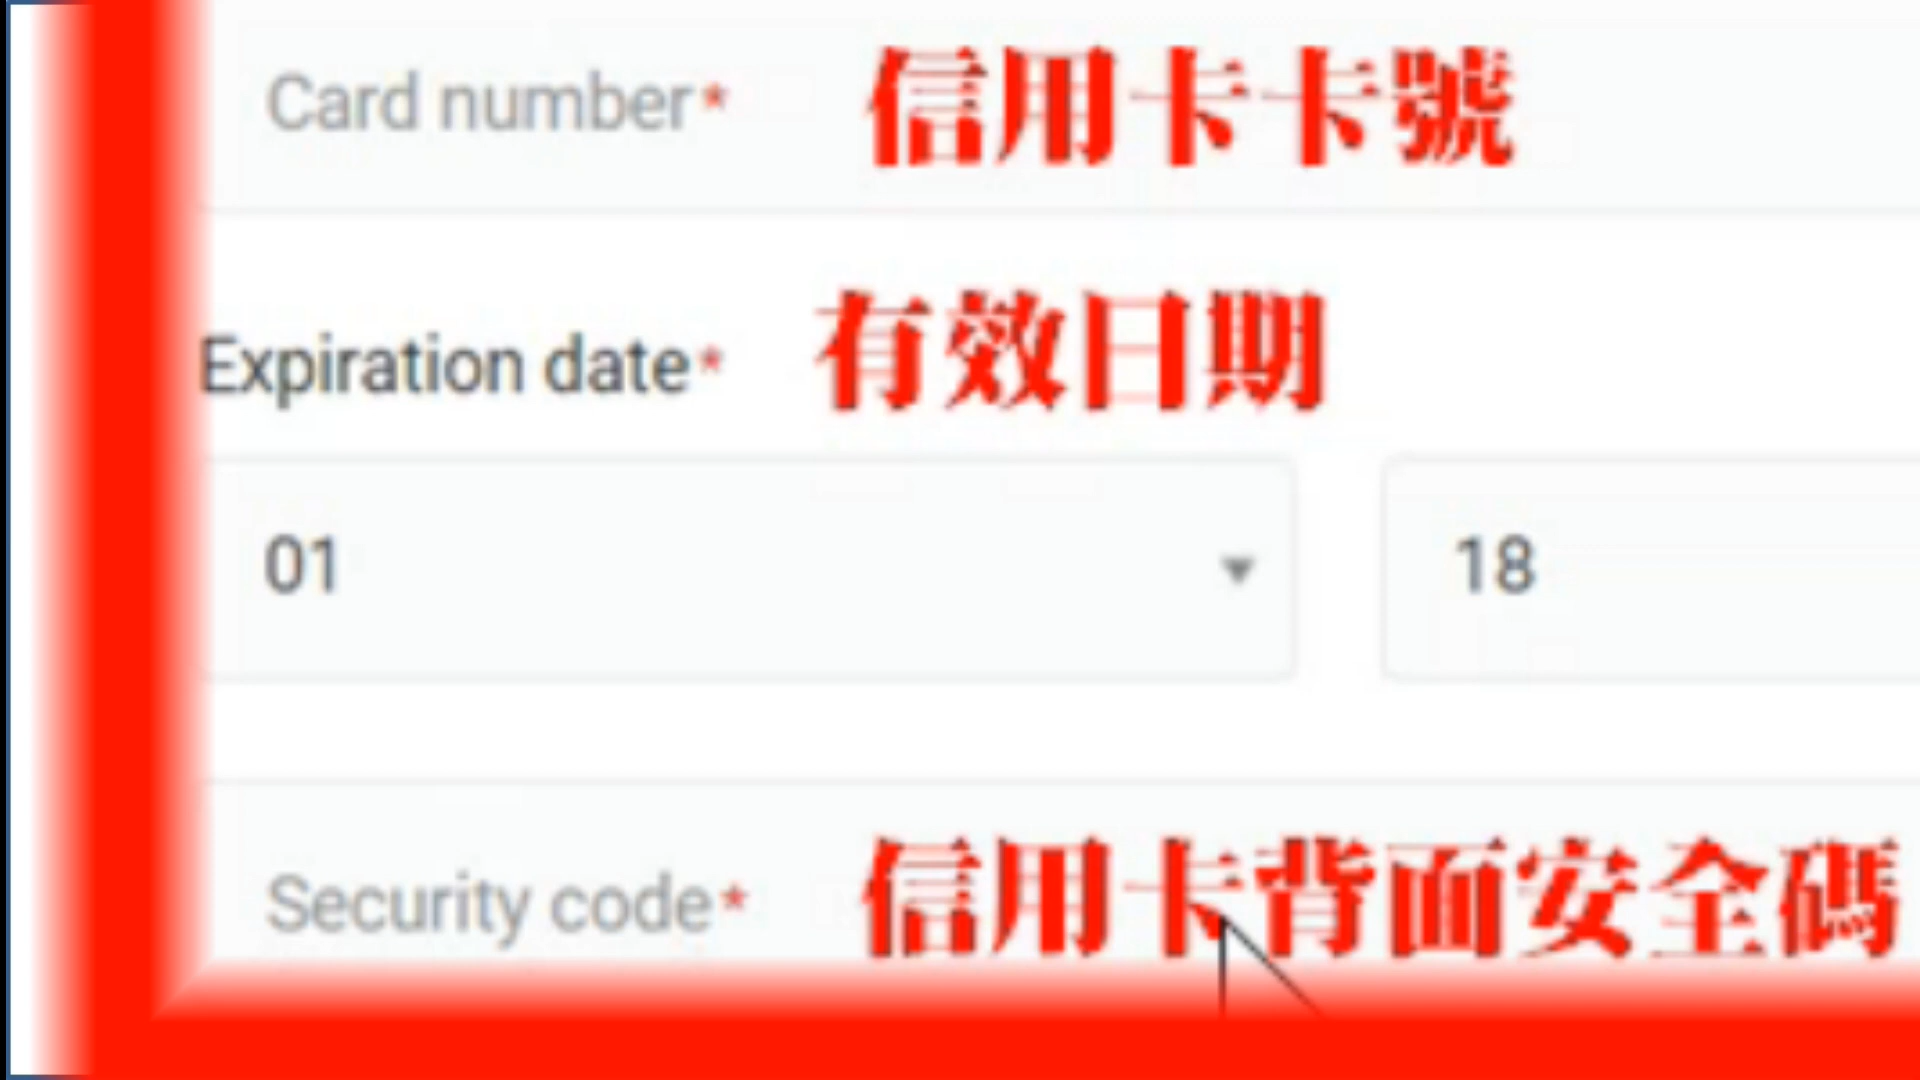 Card number* 信用卡卡號
Expiration date* 有效日期
01 18
Security code* 信用卡背面安全碼